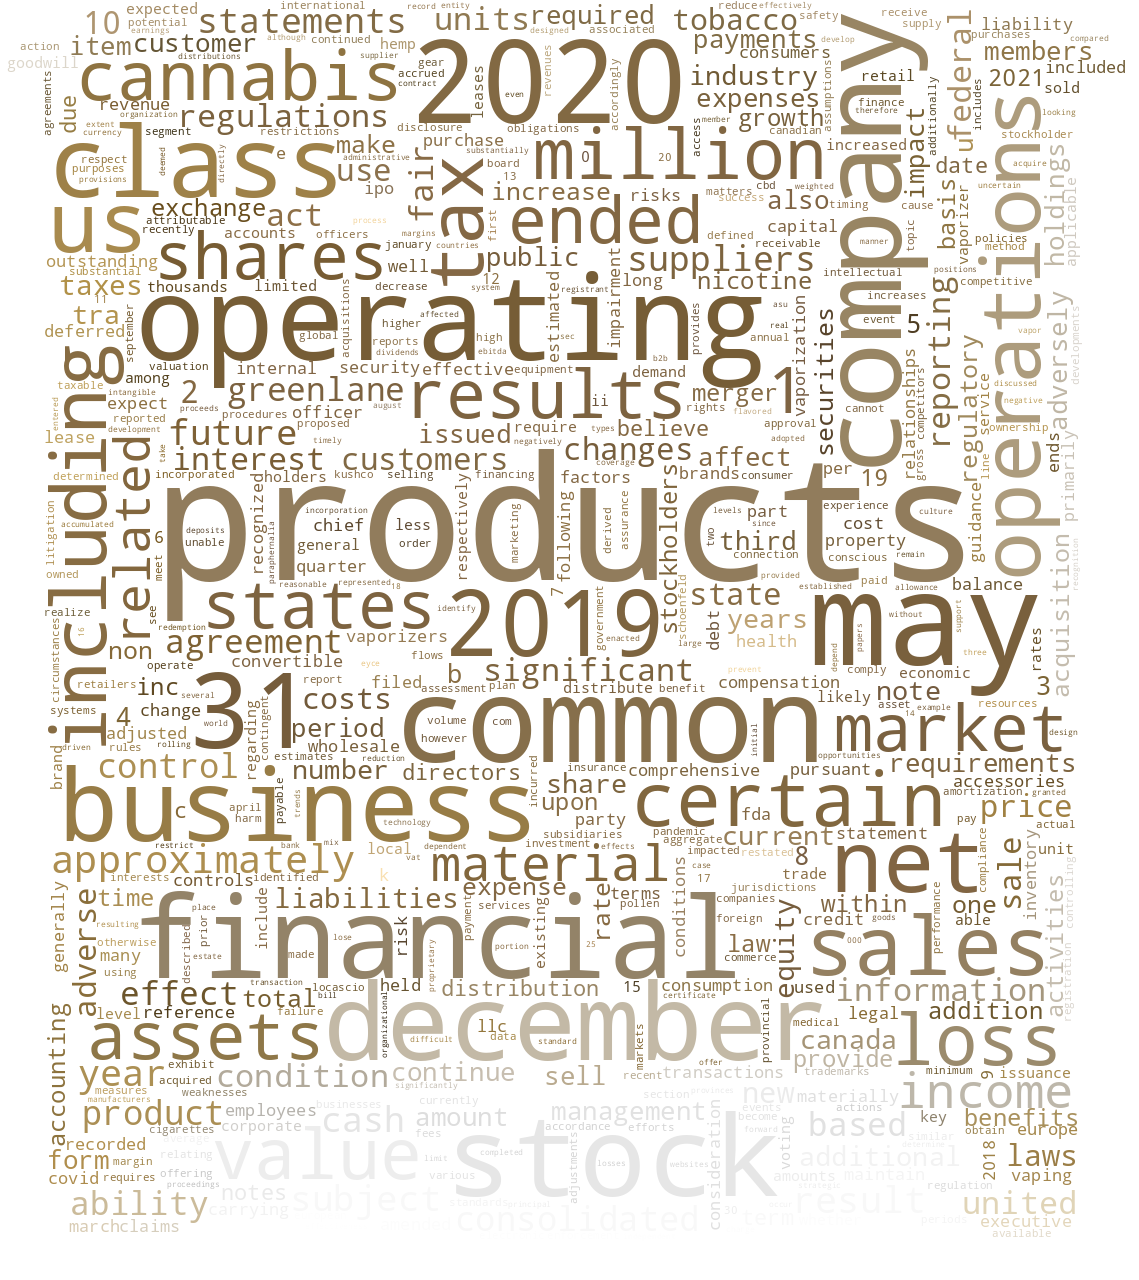 10 expected statements international units required record entity tobacco reduce effectively
potential earnings although continued associated payments safety receive liability
action item customer distributions supplier hemp gear consumers develop supply purchases compared
goodwill cannabis 2020 company members
agreements due revenue organization accrued contract leases even revenues accordingly industry assumptions retail 2021 included
extent currency regulations segment restrictions disclosure obligations expenses finance therefore additionally federal includes sold looking
class e make purchase substantially million access member growth canadian increased impact stockholder
respect purposes provisions deemed directly administrative use fair tax board 13 0 20 matters cbd weighted date acquire
us exchange act ipo increase risks success also timing cause basis uncertain
attributable recently process officers margins first ended defined capital topic vaporizer policies holdings applicable
outstanding substantial shares accounts january countries well public suppliers receivable manner method operations
taxes 11 thousands limited decrease 12 system registrant long nicotine intellectual positions competitive
tra deferred september operating acquisitions affected provides estimated impairment asu increases reporting adversely developments
including valuation global higher reports dividends high ebitda sec b2b real annual event 5 vapor
taxable among internal security effective equipment demand vaporization securities discussed
entered intangible expect 2 greenlane results ii merger 1 relationships regulatory negative
reported development proceeds procedures officer august rights flavored cannot competitors gross service ownership
lease take future proposed timely issued require types believe approval line ends primarily
related interest customers negatively changes affect adopted per
determined incorporated holders kushco selling financing coverage factors brands consumer 19 guidance
litigation accumulated recognized deposits incorporation products levels part experience culture
6 unable chief less respectively marketing following derived assurance stockholders two since third cost recognition
owned meet paraphernalia general order connection property conscious remain acquisition
quarter reasonable represented 18 7 provided established paid allowance balance
realize 16 see redemption states identify 2019 government enacted schoenfeld state large debt years papers may without support
non agreement vaporizers flows health depend three rates
circumstances operate convertible eyce b significant prevent comply economic
retailers inc several report filed assessment plan distribute benefit compensation likely asset note resources 3
systems 4 change world 31 costs volume com common 14 example
adjusted regarding contingent period however initial market design
driven rules rolling estimates wholesale reduction opportunities
brand control number directors insurance comprehensive pursuant requirements
business payable incurred share certain accessories amortization granted
c april harm trends technology upon party fda price
restrict bank mix subsidiaries pandemic current statement pay actual
approximately local vat dependent investment effects aggregate restated net compliance unit
interests controls identified k material impacted case 8 trade sale inventory controlling
time resulting place include liabilities expense rate terms 17 jurisdictions
generally adverse services pollen companies within one
otherwise described prior financial risk payment existing conditions foreign credit goods able
many estate made lose portion 25 law equity 000 sales performance
using transaction proprietary commerce activities registration
effect total locascio held distribution 15 consumption used information
level reference bill failure organizational certificate legal addition
accounting assets december llc data markets provincial medical canada loss
exhibit difficult standard offer
year acquired condition continue sell recent transactions trademarks provide minimum 9 issuance
measures weaknesses significantly section provinces new materially
manufacturers businesses currently management events actions income
product employees cash amount accordance efforts become based key benefits
cigarettes corporate fees forward obtain europe
recorded average value stock consideration voting similar determine
form margin relating limit completed adjustments additional laws
covid requires offering proceedings various losses websites amounts maintain 2018 vaping
strategic regulation
ability notes subject standards principal 30 result united
carrying consolidated term periods executive
march claims available